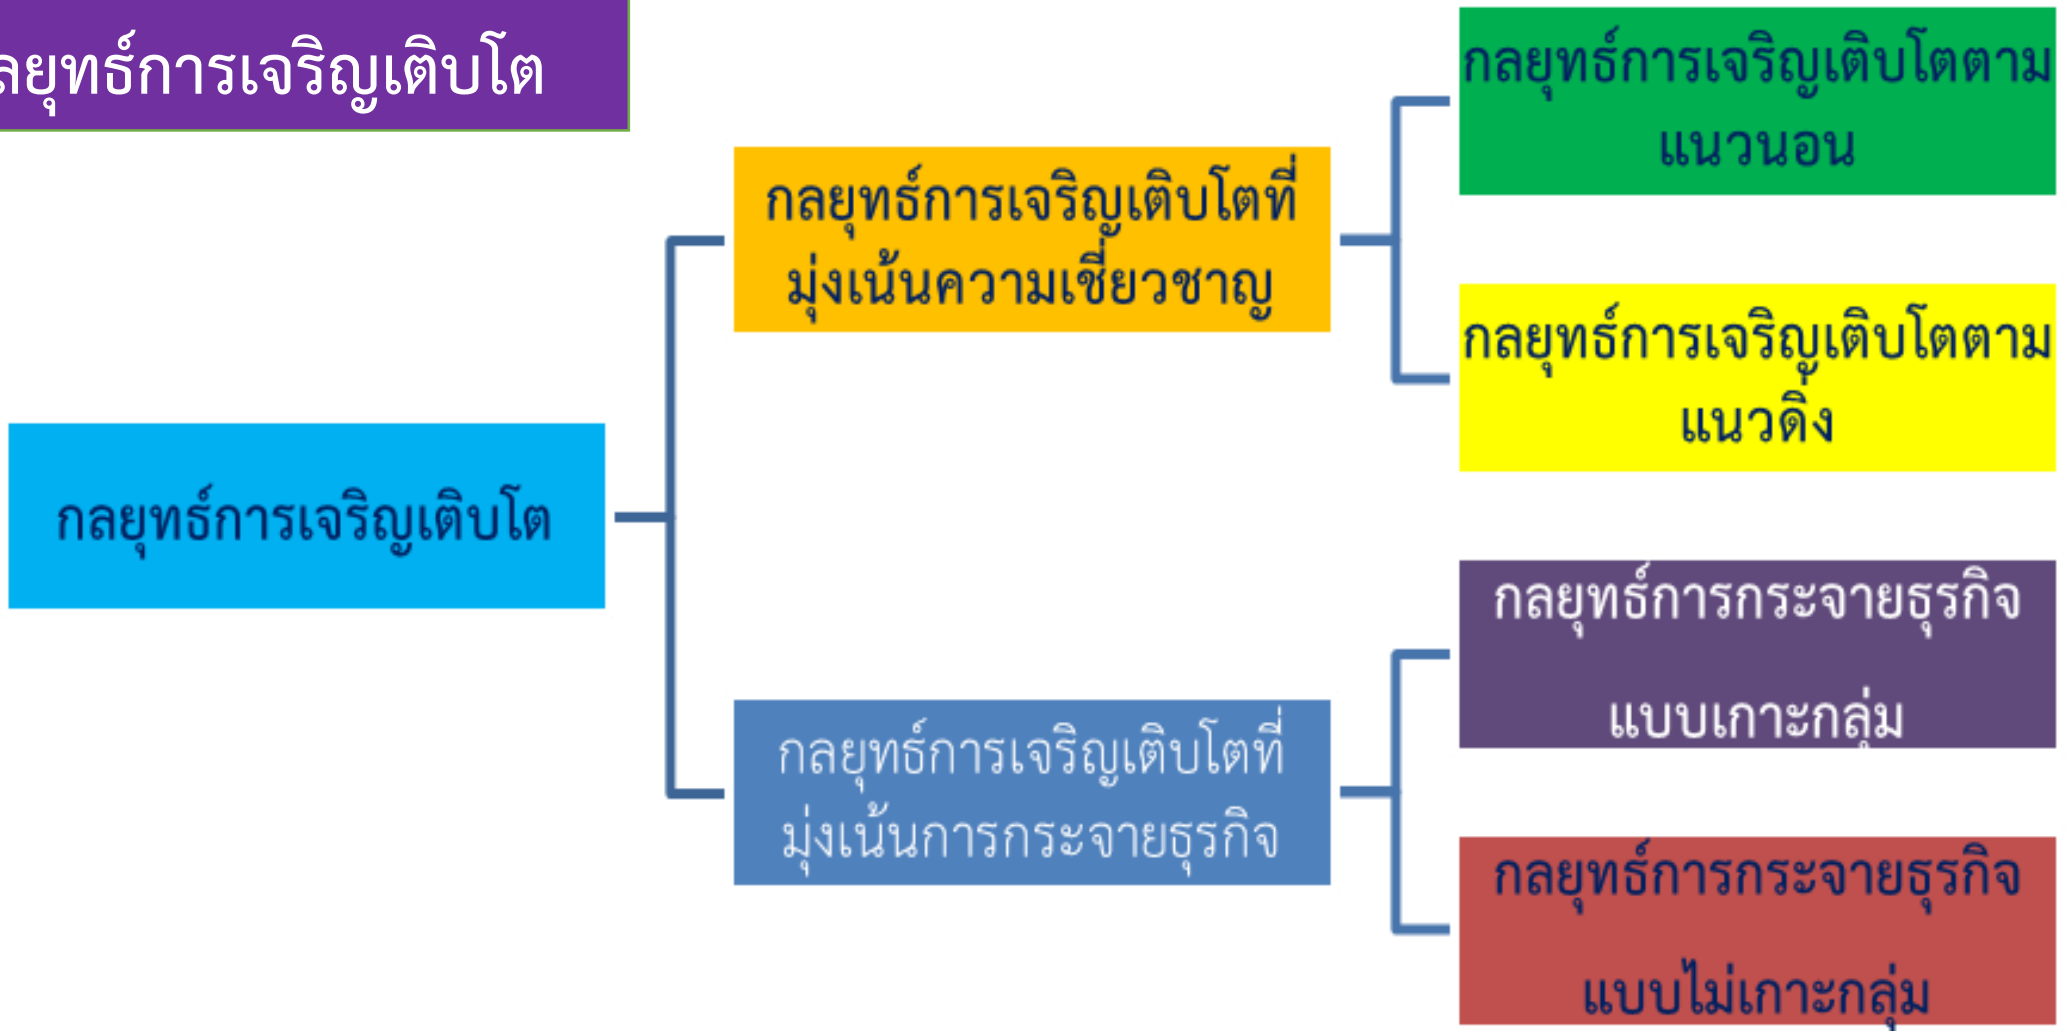 ลยุทธ์การเจริญเติบโต
กลยุทธ์การเจริญเติบโต
กลยุทธ์การเจริญเติบโตที่
มุ่งเน้นความเชี่ยวชาญ
กลยุทธ์การเจริญเติบโตตาม
แนวนอน
กลยุทธ์การเจริญเติบโตตาม
แนวดิ่ง
กลยุทธ์การเจริญเติบโตที่
มุ่งเน้นการกระจายธุรกิจ
กลยุทธ์การกระจายธุรกิจ
แบบเกาะกลุ่ม
กลยุทธ์การกระจายธุรกิจ
แบบไม่เกาะกลุ่ม